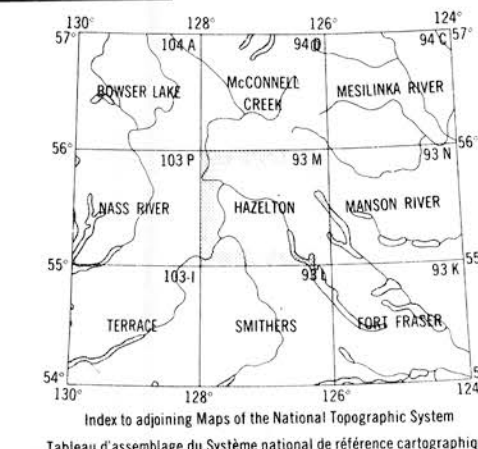 130° 128° 126° 124°
57° 104 A 94 D 94 C 57°
BOWSER LAKE McCONNELL CREEK MESILINKA RIVER
56° 103 P 93 M 93 N 56°
NASS RIVER HAZELTON MANSON RIVER
55° 103-I 93 L 93 K 55°
TERRACE SMITHERS FORT FRASER
54° 54°
130° 128° 126° 124
Index to adjoining Maps of the National Topographic System
Tableau d'assemblage du Système national de référence cartographiq